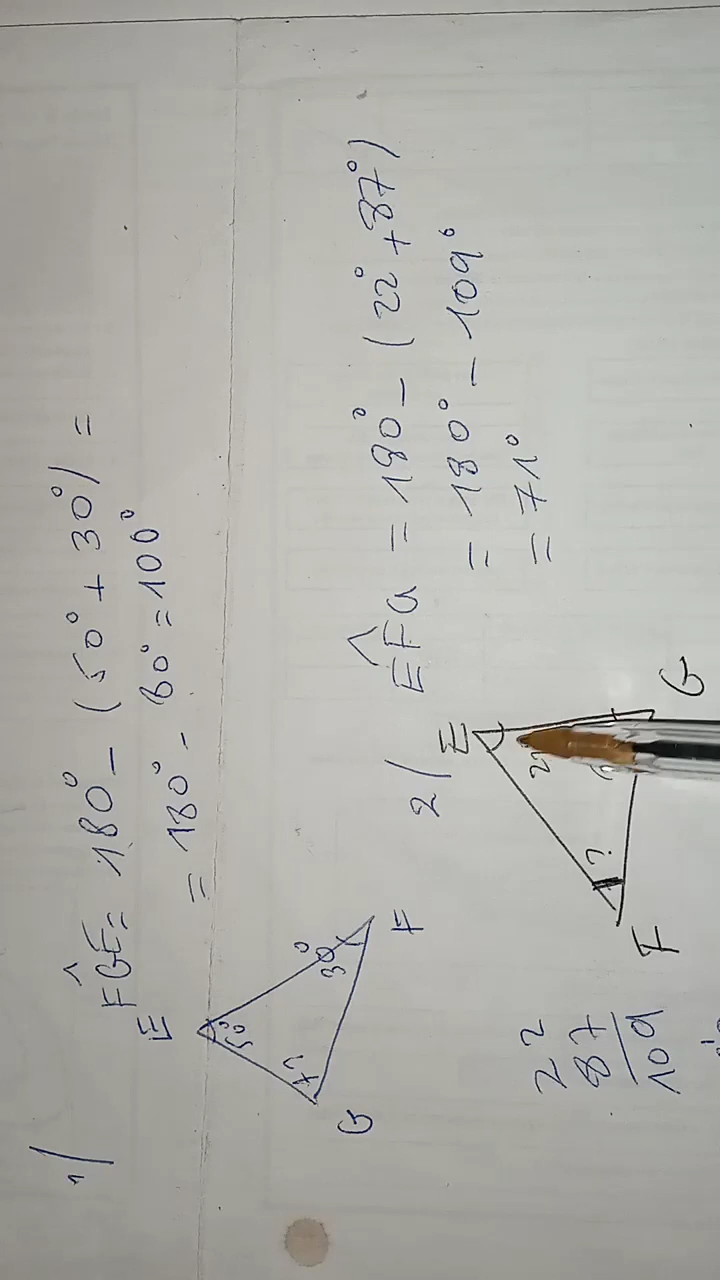 1/
FGE = 180° - (50° + 30°) =
= 180° - 80° = 100°
E
50°
30°
x?
G
F
2/
EFG = 180° - (22° + 87°)
= 180° - 109°
= 71°
E
?
F
G
22
87
109